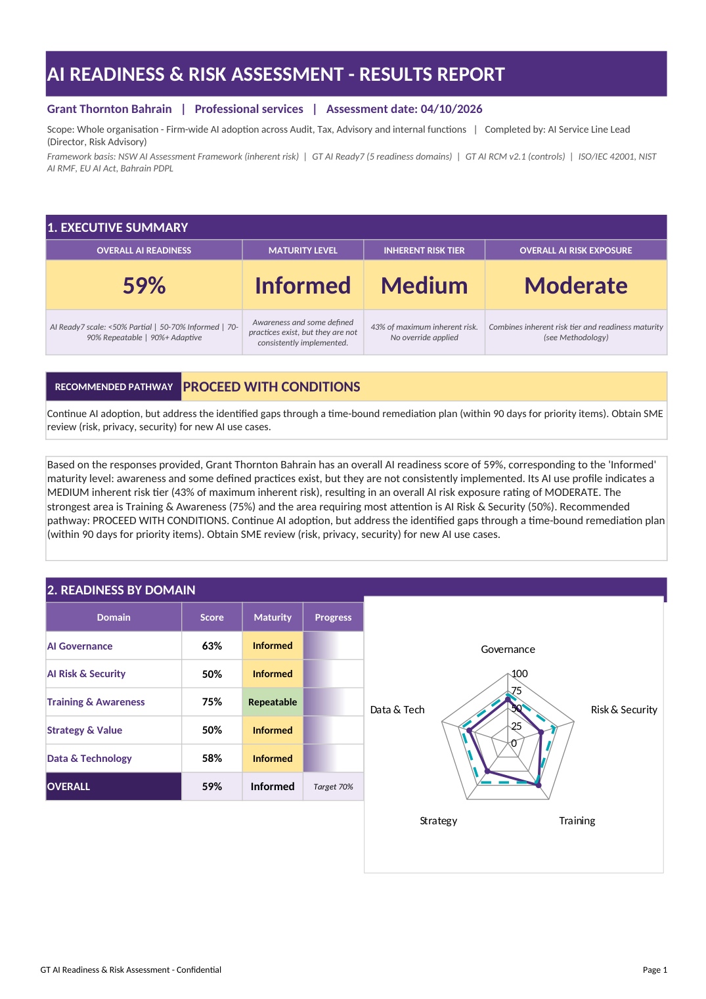 AI READINESS & RISK ASSESSMENT - RESULTS REPORT
Grant Thornton Bahrain | Professional services | Assessment date: 04/10/2026
Scope: Whole organisation - Firm-wide AI adoption across Audit, Tax, Advisory and internal functions | Completed by: AI Service Line Lead
(Director, Risk Advisory)
Framework basis: NSW AI Assessment Framework (inherent risk) | GT AI Ready7 (5 readiness domains) | GT AI RCM v2.1 (controls) | ISO/IEC 42001, NIST
AI RMF, EU AI Act, Bahrain PDPL
1. EXECUTIVE SUMMARY
OVERALL AI READINESS MATURITY LEVEL INHERENT RISK TIER OVERALL AI RISK EXPOSURE
59% Informed Medium Moderate
AI Ready7 scale: <50% Partial | 50-70% Informed | 70-
90% Repeatable | 90%+ Adaptive
Awareness and some defined
practices exist, but they are not
consistently implemented.
43% of maximum inherent risk.
No override applied
Combines inherent risk tier and readiness maturity
(see Methodology)
RECOMMENDED PATHWAY PROCEED WITH CONDITIONS
Continue AI adoption, but address the identified gaps through a time-bound remediation plan (within 90 days for priority items). Obtain SME
review (risk, privacy, security) for new AI use cases.
Based on the responses provided, Grant Thornton Bahrain has an overall AI readiness score of 59%, corresponding to the 'Informed'
maturity level: awareness and some defined practices exist, but they are not consistently implemented. Its AI use profile indicates a
MEDIUM inherent risk tier (43% of maximum inherent risk), resulting in an overall AI risk exposure rating of MODERATE. The
strongest area is Training & Awareness (75%) and the area requiring most attention is AI Risk & Security (50%). Recommended
pathway: PROCEED WITH CONDITIONS. Continue AI adoption, but address the identified gaps through a time-bound remediation plan
(within 90 days for priority items). Obtain SME review (risk, privacy, security) for new AI use cases.
2. READINESS BY DOMAIN
Domain Score Maturity Progress
AI Governance 63% Informed
AI Risk & Security 50% Informed
Training & Awareness 75% Repeatable
Strategy & Value 50% Informed
Data & Technology 58% Informed
OVERALL 59% Informed Target 70%
Governance
100
75
50
25
0
Data & Tech
Risk & Security
Strategy
Training
GT AI Readiness & Risk Assessment - Confidential Page 1